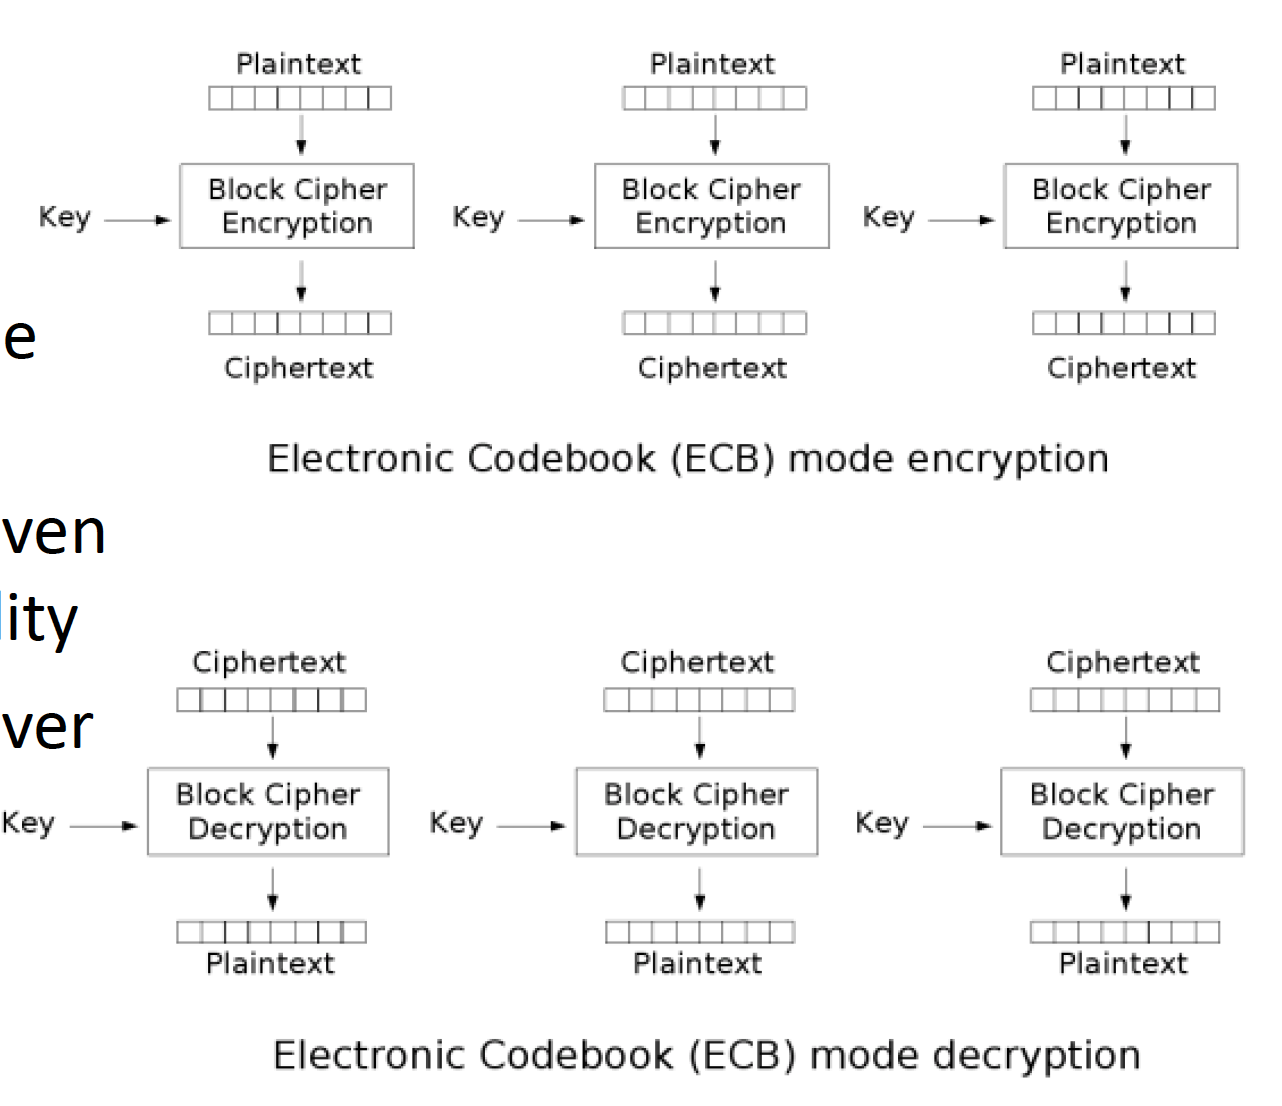 Plaintext Plaintext Plaintext
Block Cipher Block Cipher Block Cipher
Key Encryption Key Encryption Key Encryption
e
Ciphertext Ciphertext Ciphertext
Electronic Codebook (ECB) mode encryption
ven
lity
Ciphertext Ciphertext Ciphertext
ver
Block Cipher Block Cipher Block Cipher
Key Decryption Key Decryption Key Decryption
Plaintext Plaintext Plaintext
Electronic Codebook (ECB) mode decryption